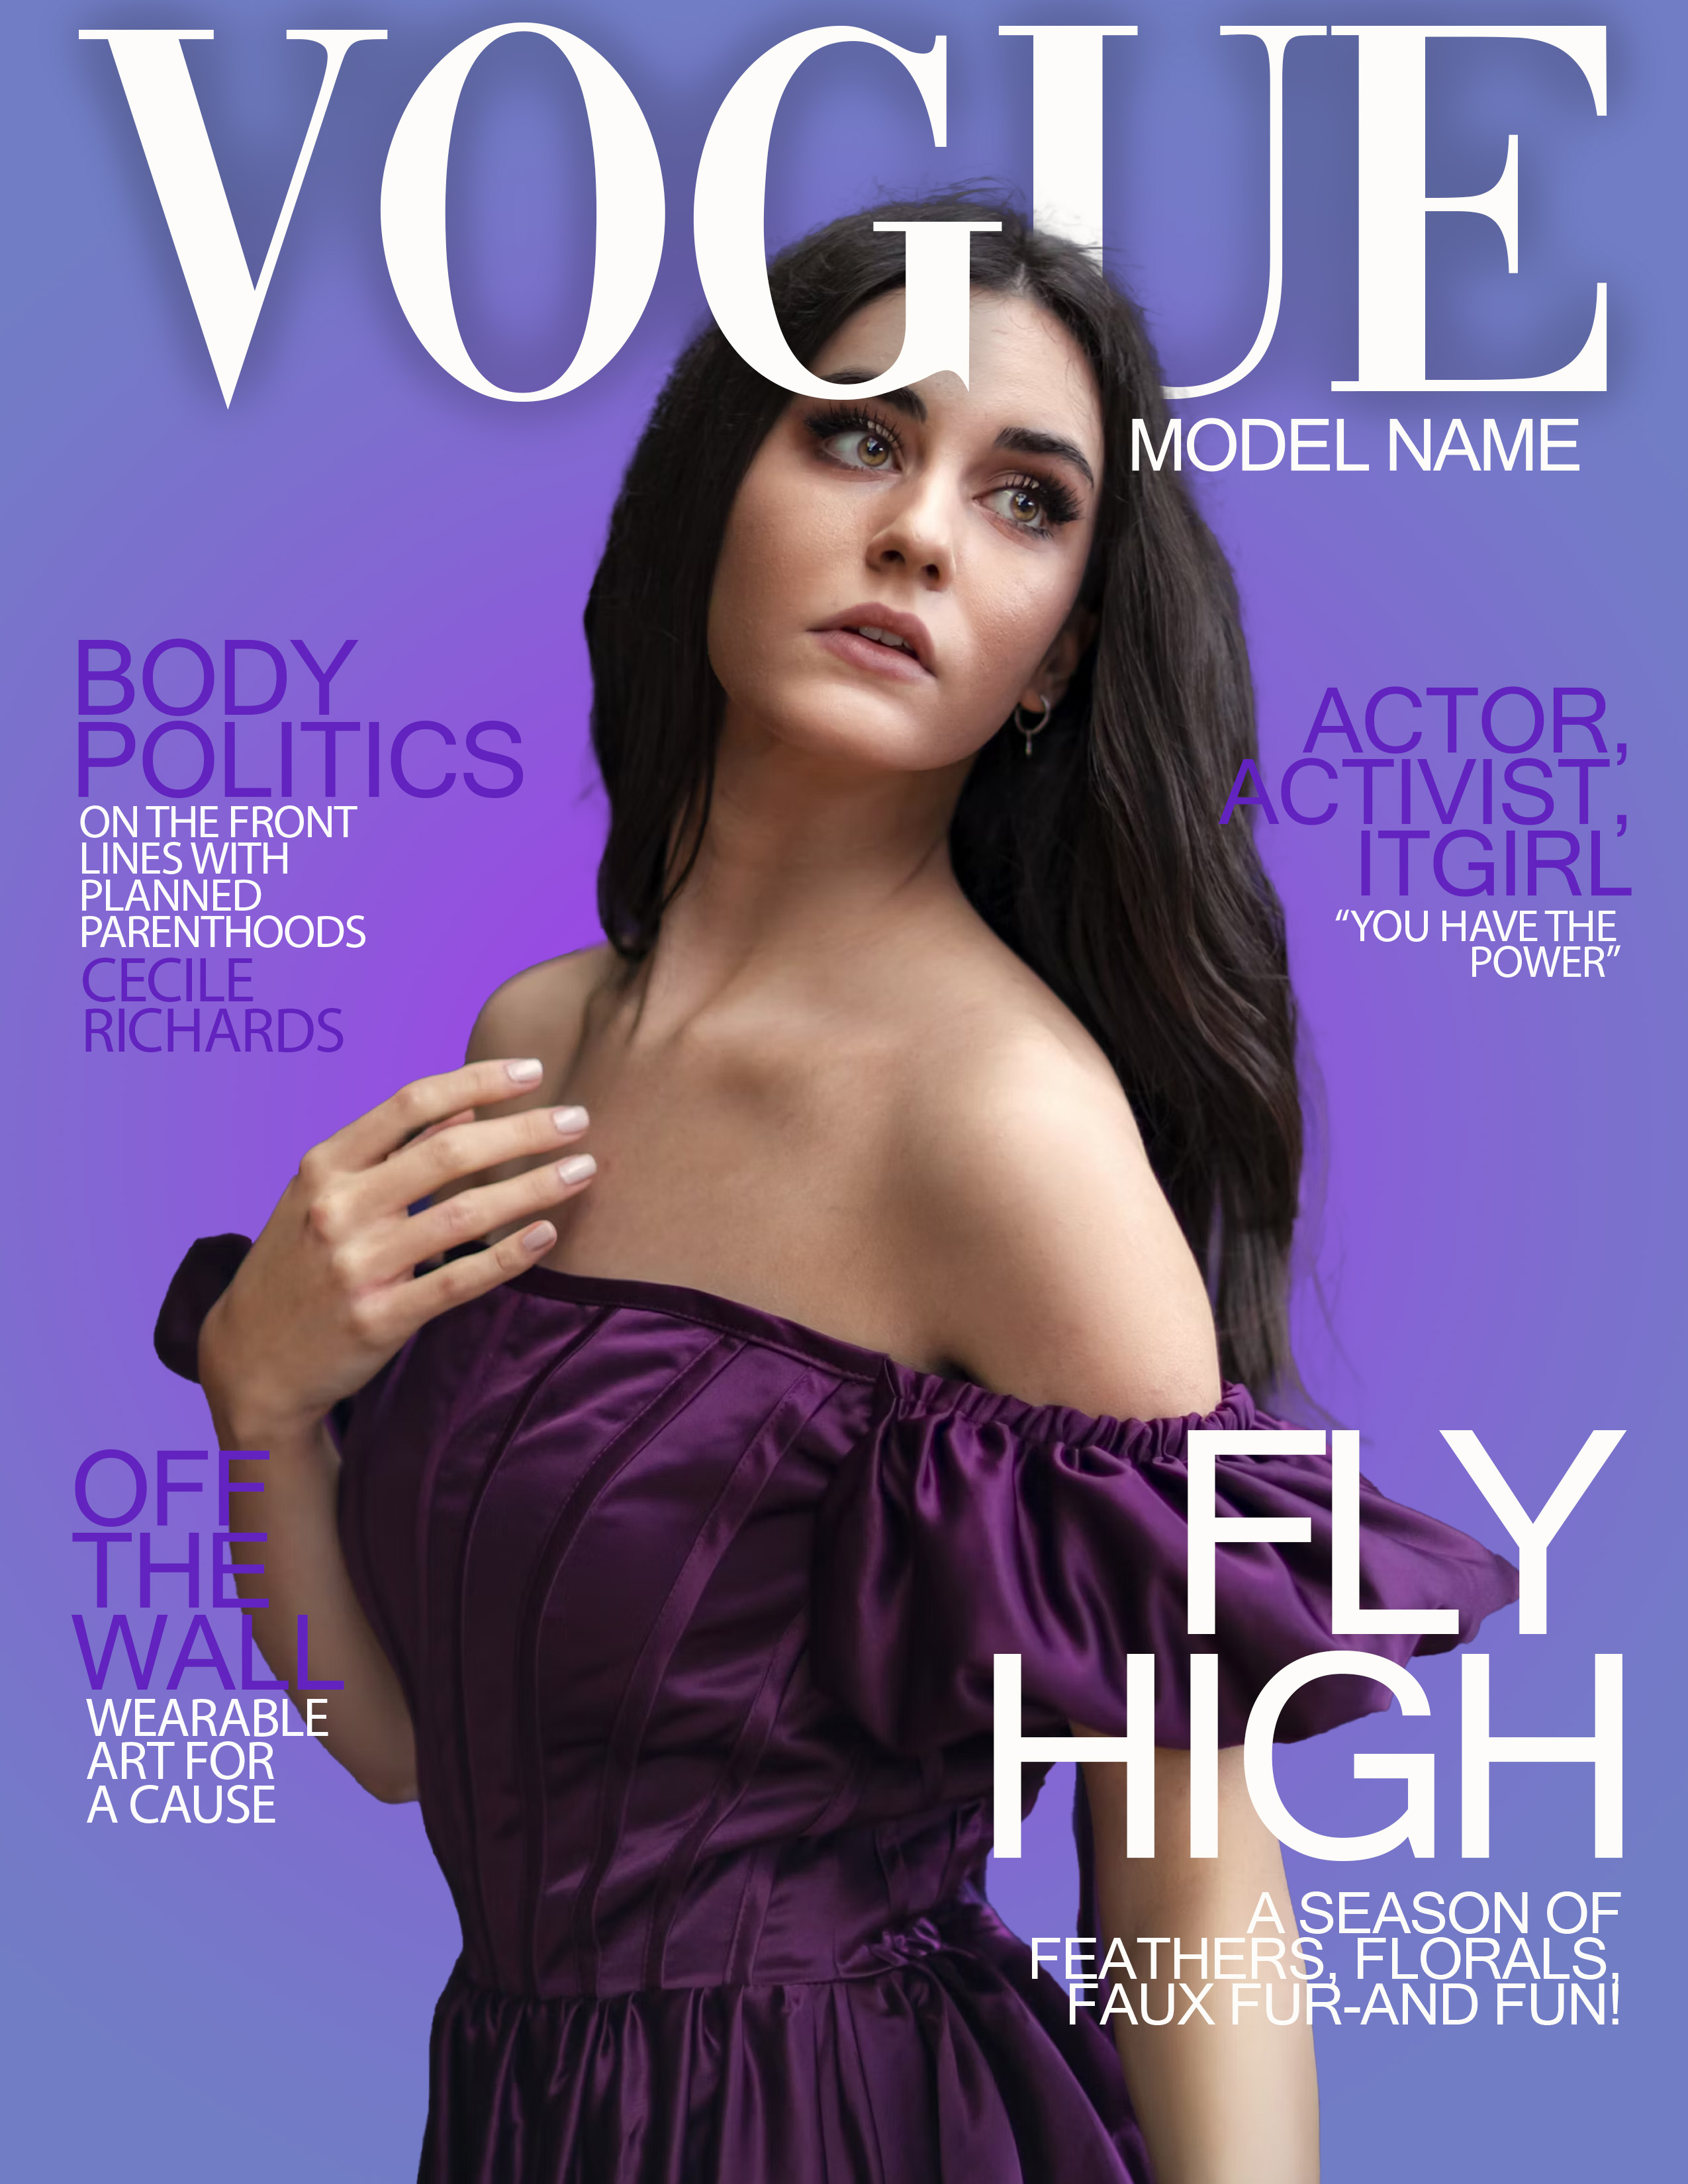 VOGUE
MODEL NAME
BODY
POLITICS
ON THE FRONT
LINES WITH
PLANNED
PARENTHOODS
CECILE
RICHARDS
ACTOR,
ACTIVIST,
ITGIRL
“YOU HAVE THE
POWER”
OFF
THE
WALL
WEARABLE
ART FOR
A CAUSE
FLY
HIGH
A SEASON OF
FEATHERS, FLORALS,
FAUX FUR-AND FUN!